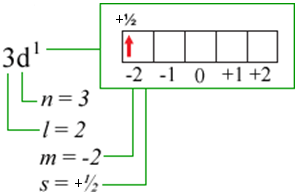 +½
3d¹
-2 -1 0 +1 +2
n = 3
l = 2
m = -2
s = +½